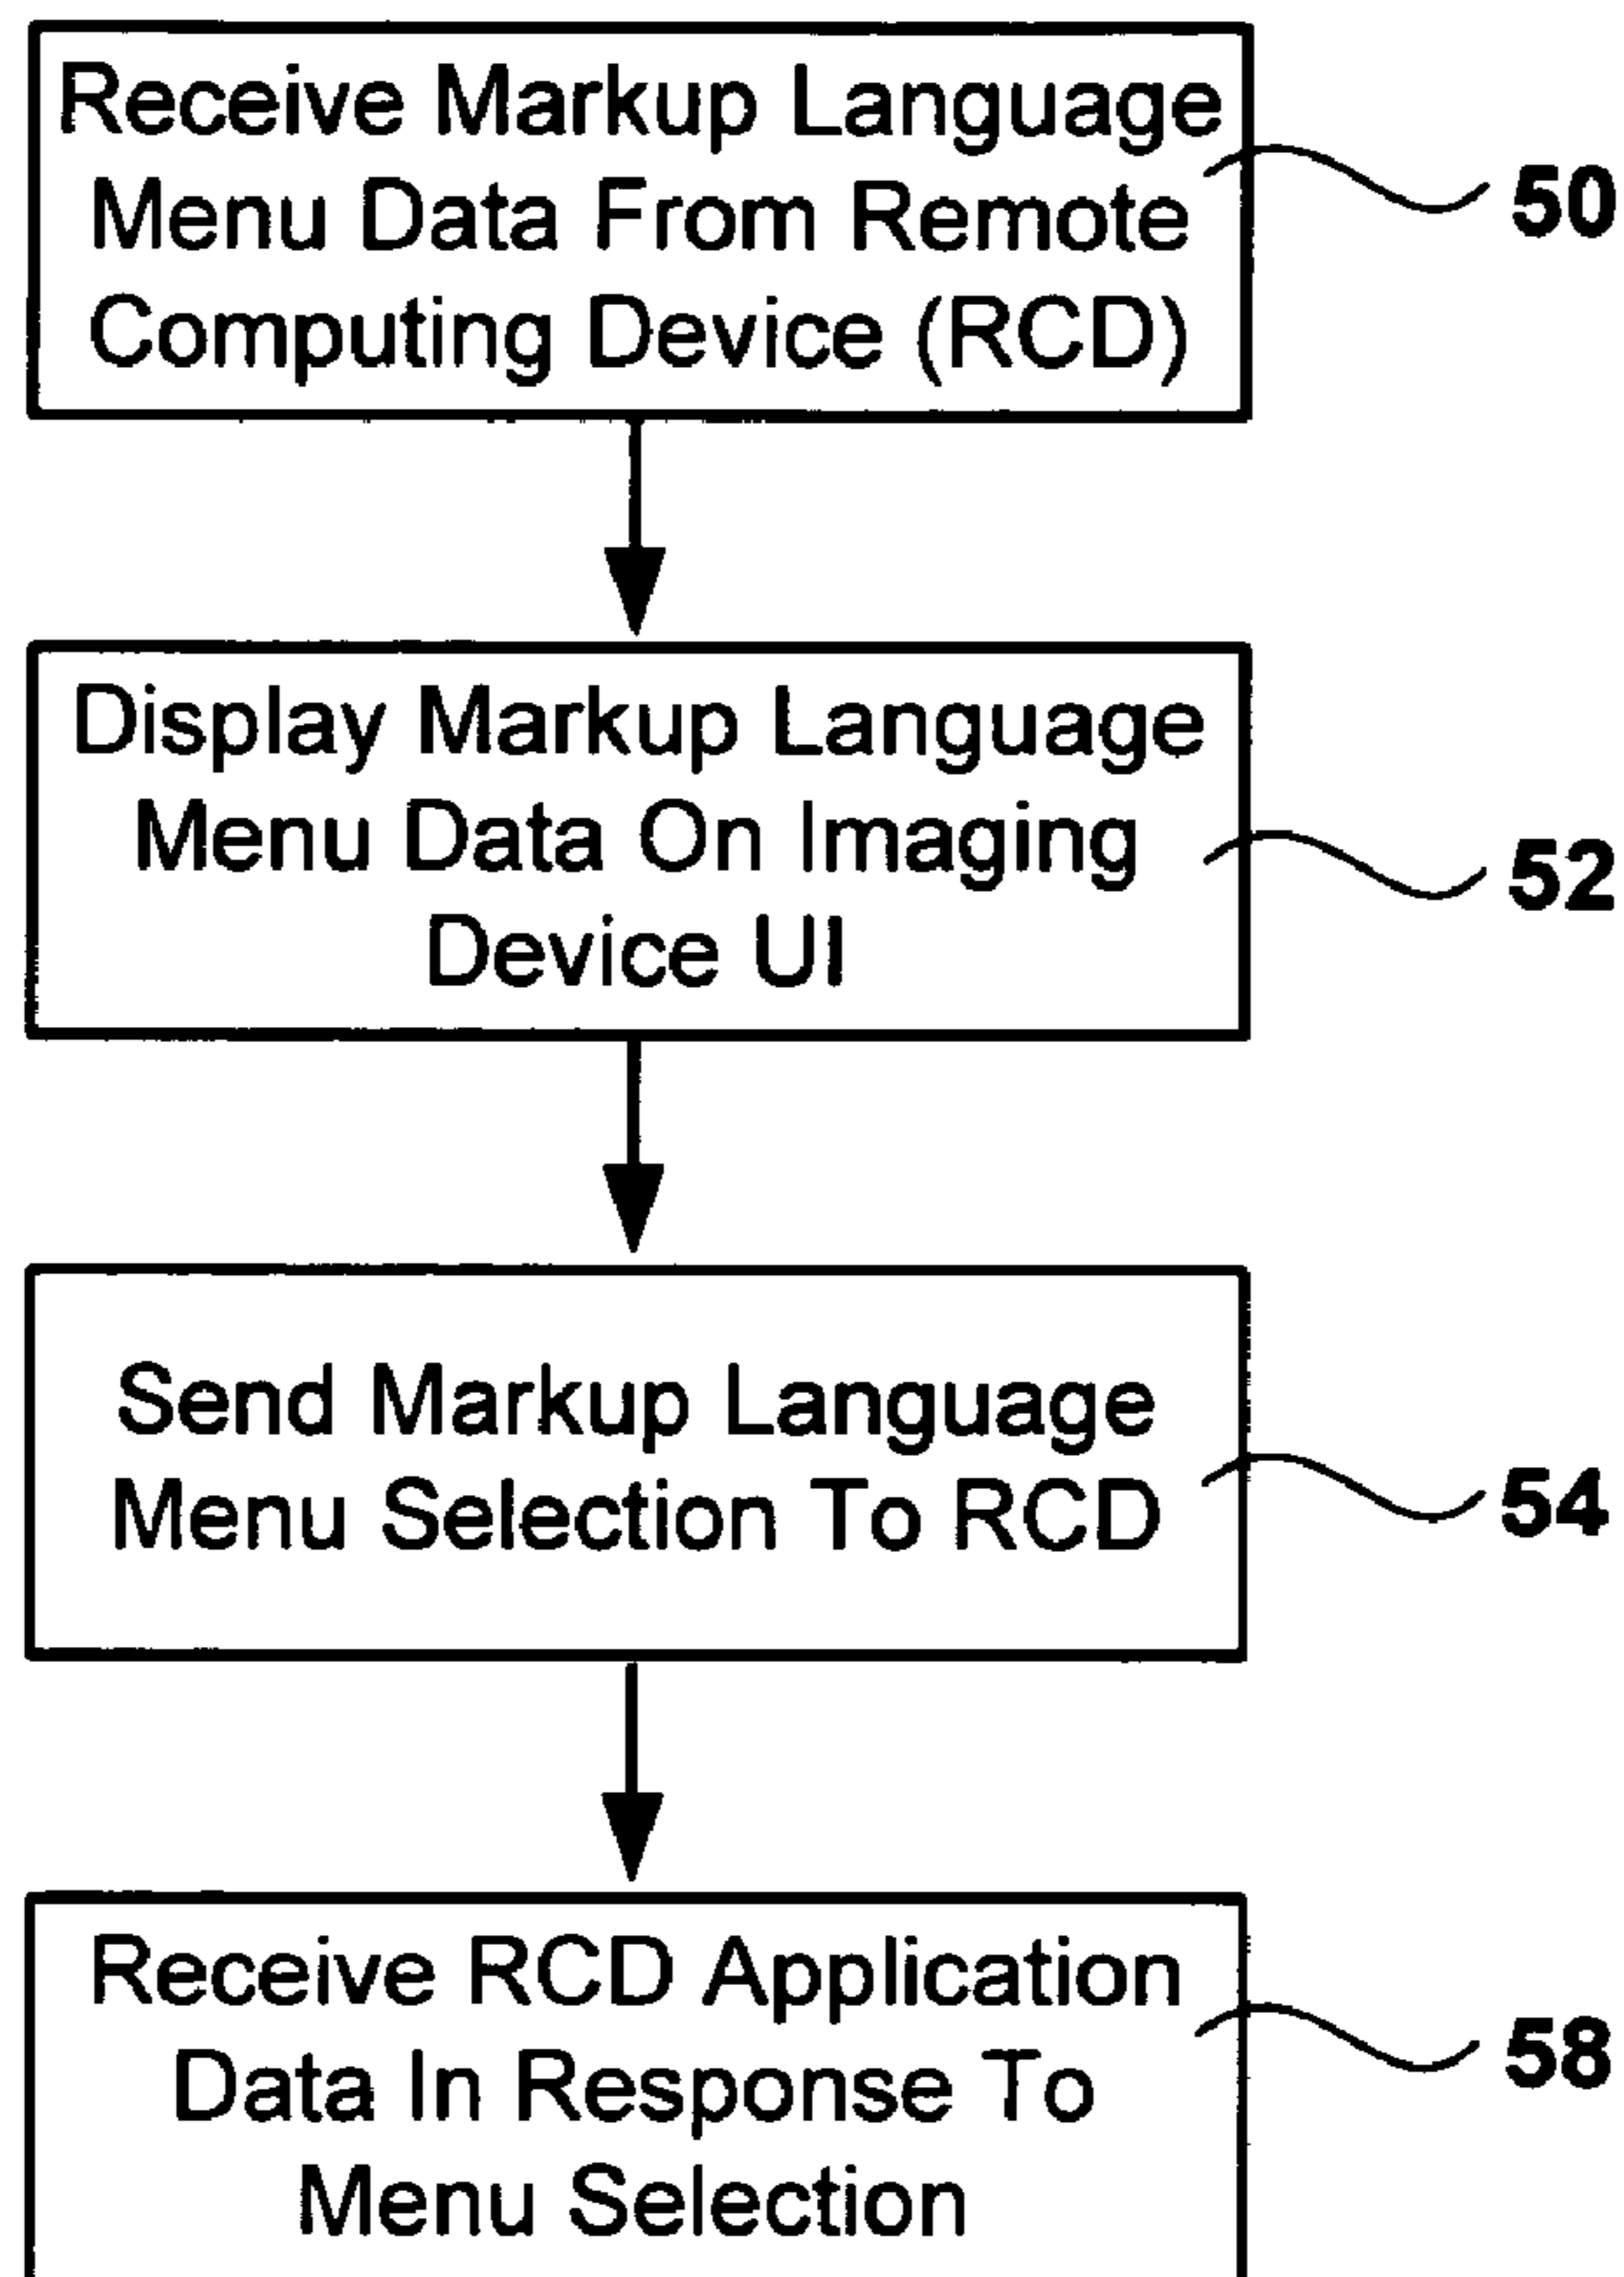 Receive Markup Language
Menu Data From Remote
Computing Device (RCD)
50
Display Markup Language
Menu Data On Imaging
Device UI
52
Send Markup Language
Menu Selection To RCD
54
Receive RCD Application
Data In Response To
Menu Selection
58